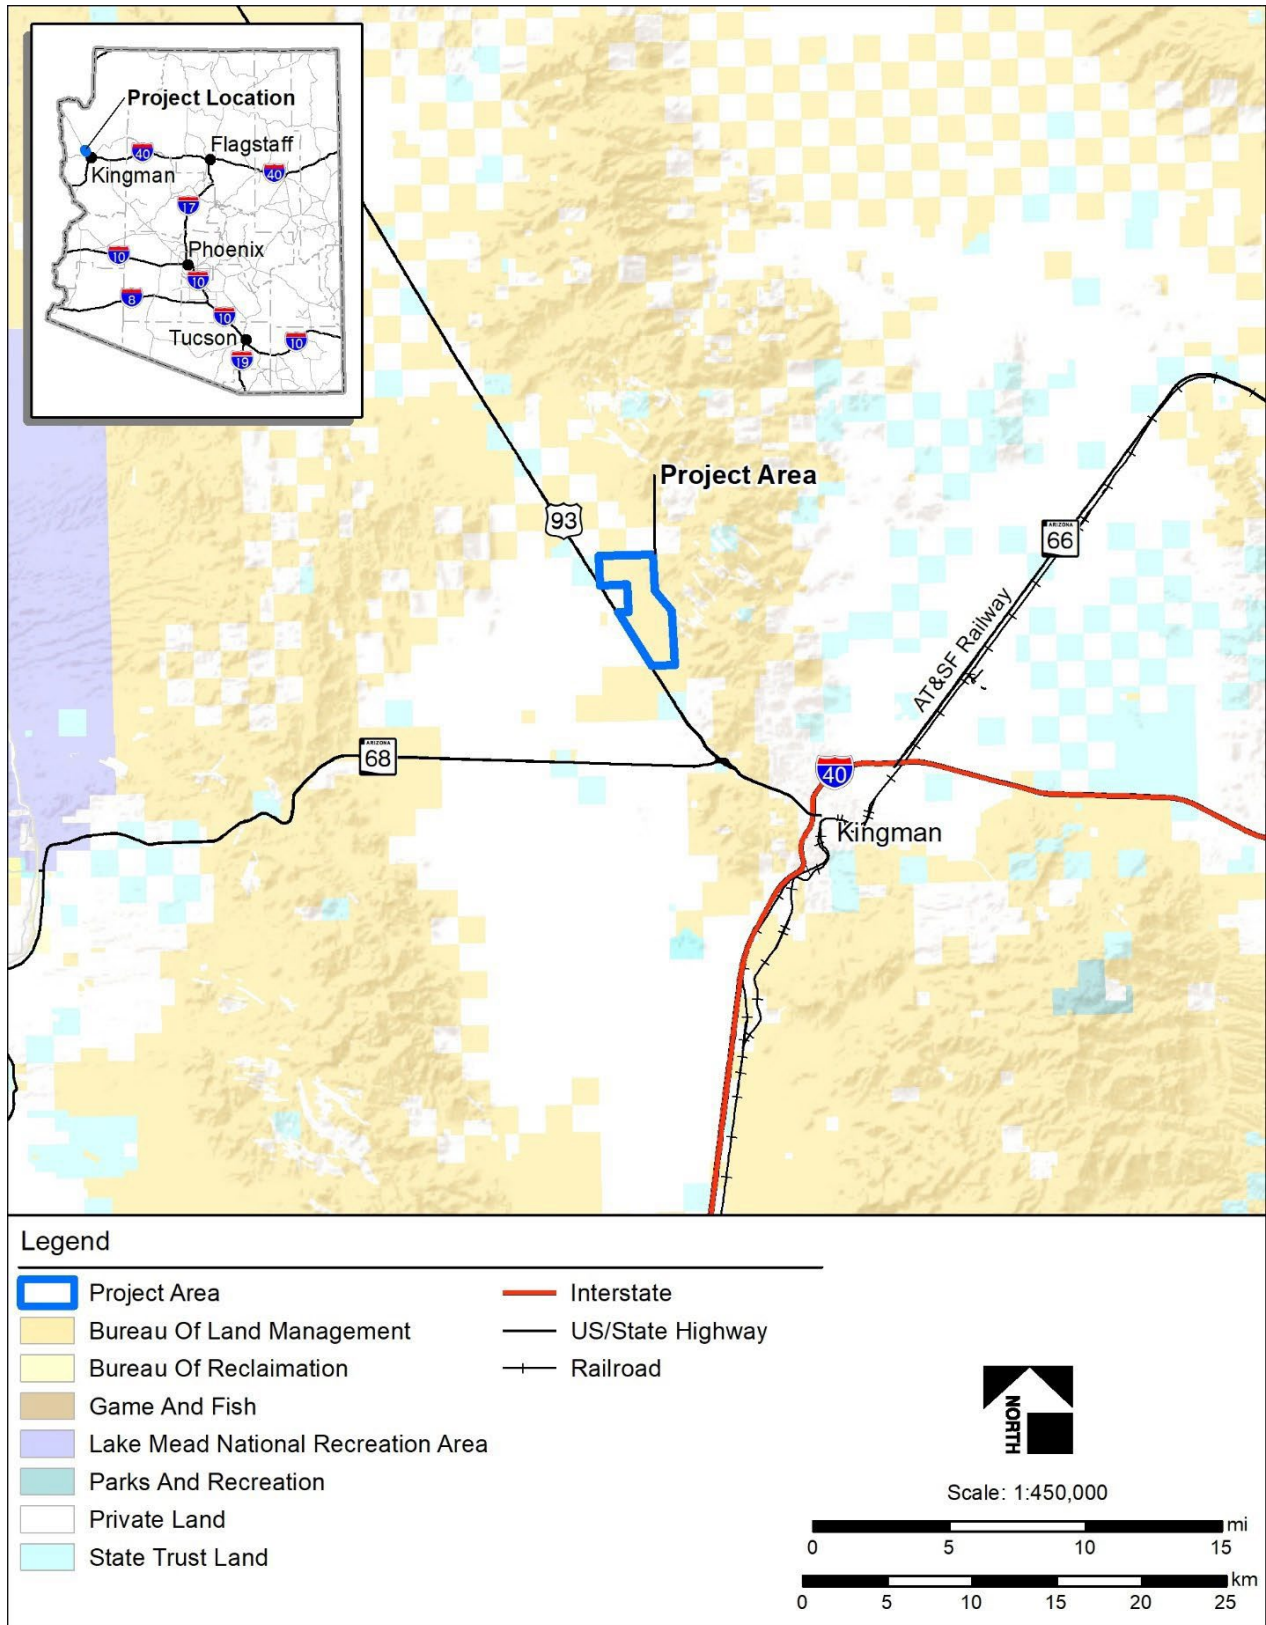 Project Location
40
Flagstaff
Kingman
40
17
Phoenix
10
10
8
10
Tucson
10
19
Project Area
93
ARIZONA
66
AT&SF Railway
ARIZONA
68
40
Kingman
Legend
Project Area
Interstate
Bureau Of Land Management
US/State Highway
Bureau Of Reclaimation
Railroad
Game And Fish
Lake Mead National Recreation Area
Parks And Recreation
Private Land
State Trust Land
NORTH
Scale: 1:450,000
mi
0 5 10 15
km
0 5 10 15 20 25